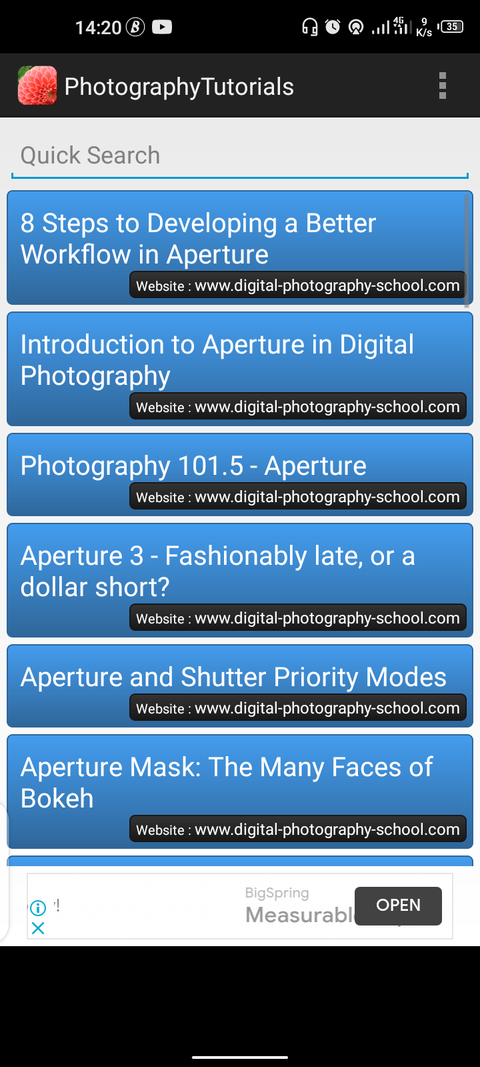 14:20
4G
9
K/s
35
PhotographyTutorials
Quick Search
8 Steps to Developing a Better
Workflow in Aperture
Website : www.digital-photography-school.com
Introduction to Aperture in Digital
Photography
Website : www.digital-photography-school.com
Photography 101.5 - Aperture
Website : www.digital-photography-school.com
Aperture 3 - Fashionably late, or a
dollar short?
Website : www.digital-photography-school.com
Aperture and Shutter Priority Modes
Website : www.digital-photography-school.com
Aperture Mask: The Many Faces of
Bokeh
Website : www.digital-photography-school.com
BigSpring
OPEN